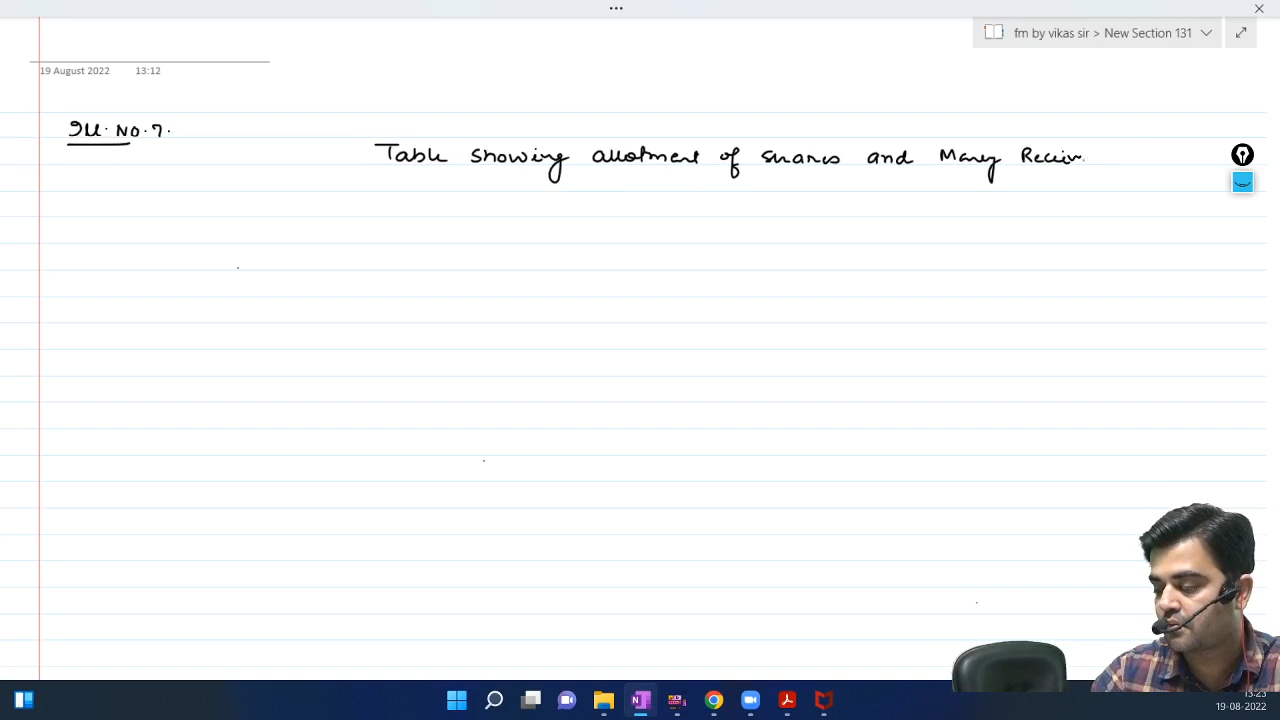 fm by vikas sir > New Section 131
19 August 2022 13:12
Ill. No. 7.
Table showing allotment of shares and Money Receiv
13:23
19-08-2022